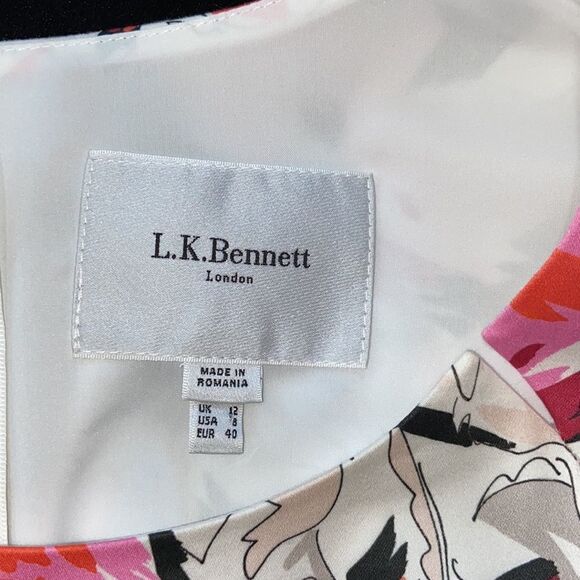 L.K.Bennett
London
MADE IN
ROMANIA
UK 12
USA 8
EUR 40